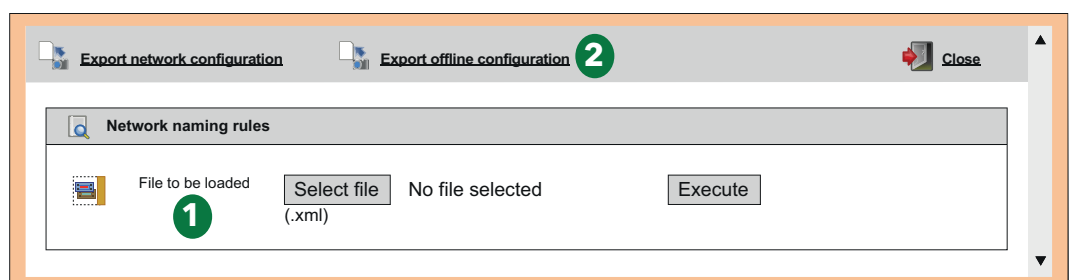 Export network configuration Export offline configuration 2 Close
Network naming rules
File to be loaded Select file No file selected Execute
1 (.xml)